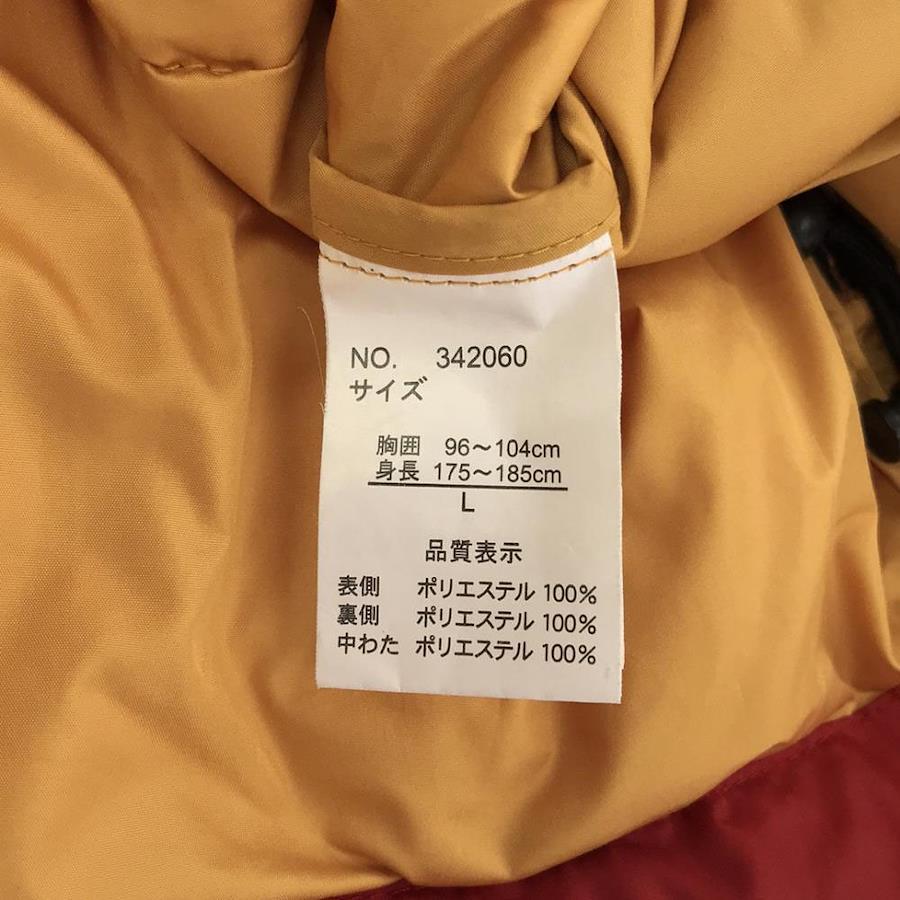 NO. 342060
サイズ
胸囲 96～104cm
身長 175～185cm
L
品質表示
表側 ポリエステル 100%
裏側 ポリエステル 100%
中わた ポリエステル 100%